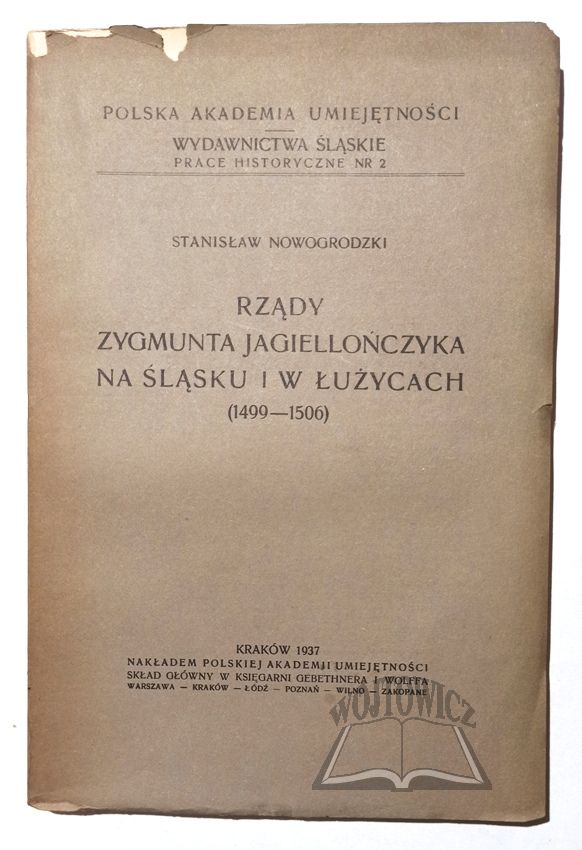 POLSKA AKADEMIA UMIEJĘTNOŚCI
WYDAWNICTWA ŚLĄSKIE
PRACE HISTORYCZNE NR 2
STANISŁAW NOWOGRODZKI
RZĄDY
ZYGMUNTA JAGIELLOŃCZYKA
NA ŚLĄSKU I W ŁUŻYCACH
(1499—1506)
KRAKÓW 1937
NAKŁADEM POLSKIEJ AKADEMII UMIEJĘTNOŚCI
SKŁAD GŁÓWNY W KSIĘGARNI GEBETHNERA I WOLFFA
WARSZAWA — KRAKÓW — ŁÓDŹ — POZNAŃ — WILNO — ZAKOPANE
WÓJTOWICZ